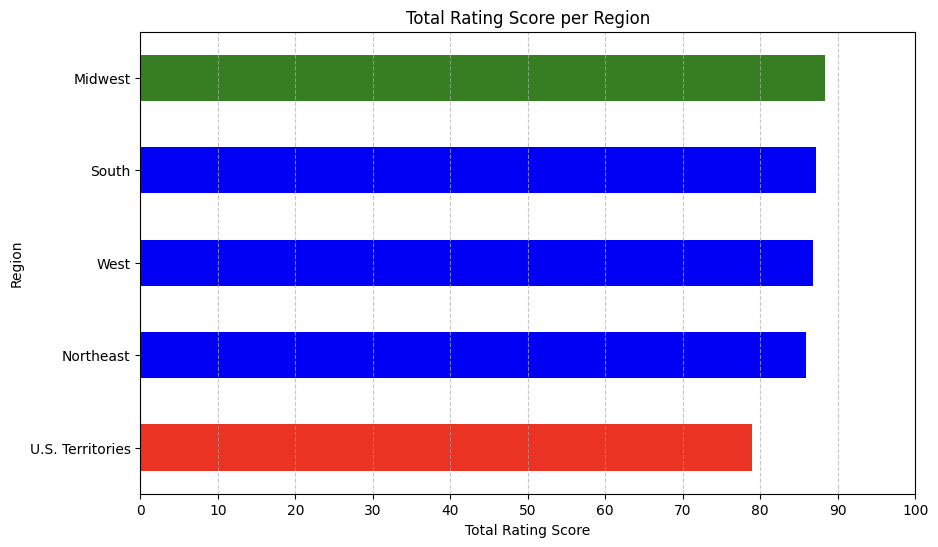 Total Rating Score per Region
Region
Midwest
South
West
Northeast
U.S. Territories
0 10 20 30 40 50 60 70 80 90 100
Total Rating Score